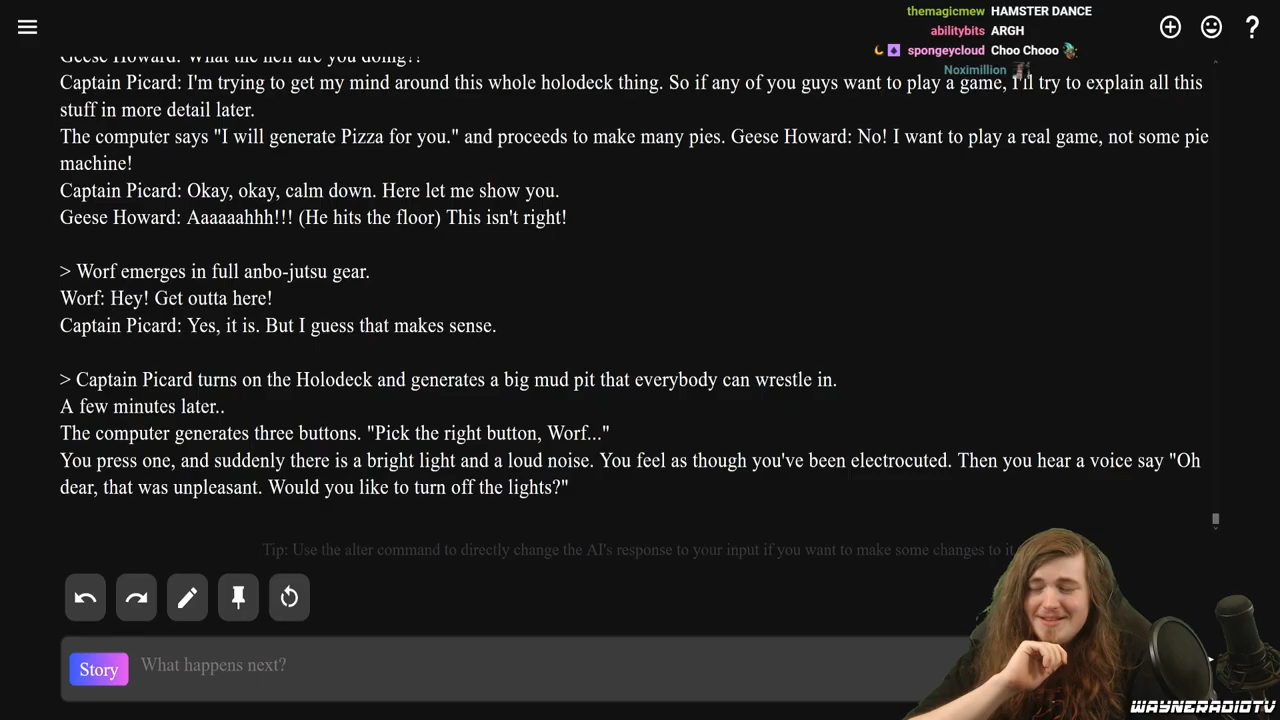 themagicmew HAMSTER DANCE
abilitybits ARGH
spongeycloud Choo Chooo
Noximillion
Geese Howard: What the hell are you doing?!
Captain Picard: I'm trying to get my mind around this whole holodeck thing. So if any of you guys want to play a game, I'll try to explain all this
stuff in more detail later.
The computer says "I will generate Pizza for you." and proceeds to make many pies. Geese Howard: No! I want to play a real game, not some pie
machine!
Captain Picard: Okay, okay, calm down. Here let me show you.
Geese Howard: Aaaaaahhh!!! (He hits the floor) This isn't right!
> Worf emerges in full anbo-jutsu gear.
Worf: Hey! Get outta here!
Captain Picard: Yes, it is. But I guess that makes sense.
> Captain Picard turns on the Holodeck and generates a big mud pit that everybody can wrestle in.
A few minutes later..
The computer generates three buttons. "Pick the right button, Worf..."
You press one, and suddenly there is a bright light and a loud noise. You feel as though you've been electrocuted. Then you hear a voice say "Oh
dear, that was unpleasant. Would you like to turn off the lights?"
Tip: Use the alter command to directly change the AI's response to your input if you want to make some changes to it
Story What happens next?
WAYNERADIOTV